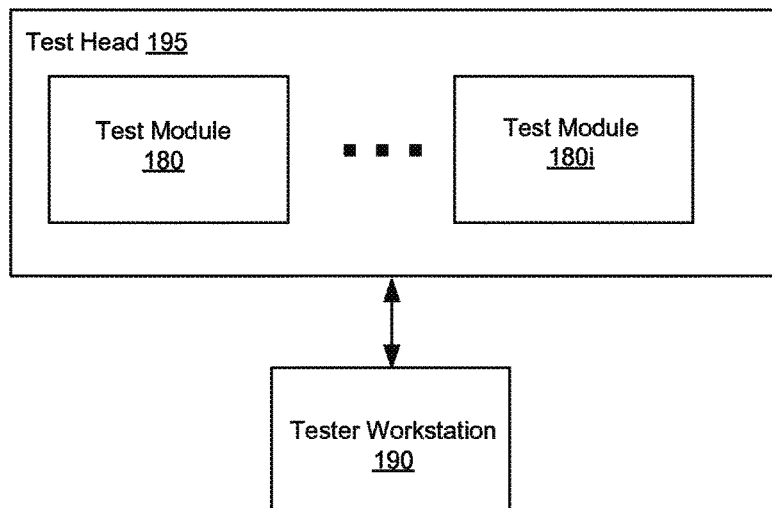 Test Head 195
Test Module
180
Test Module
180i
Tester Workstation
190